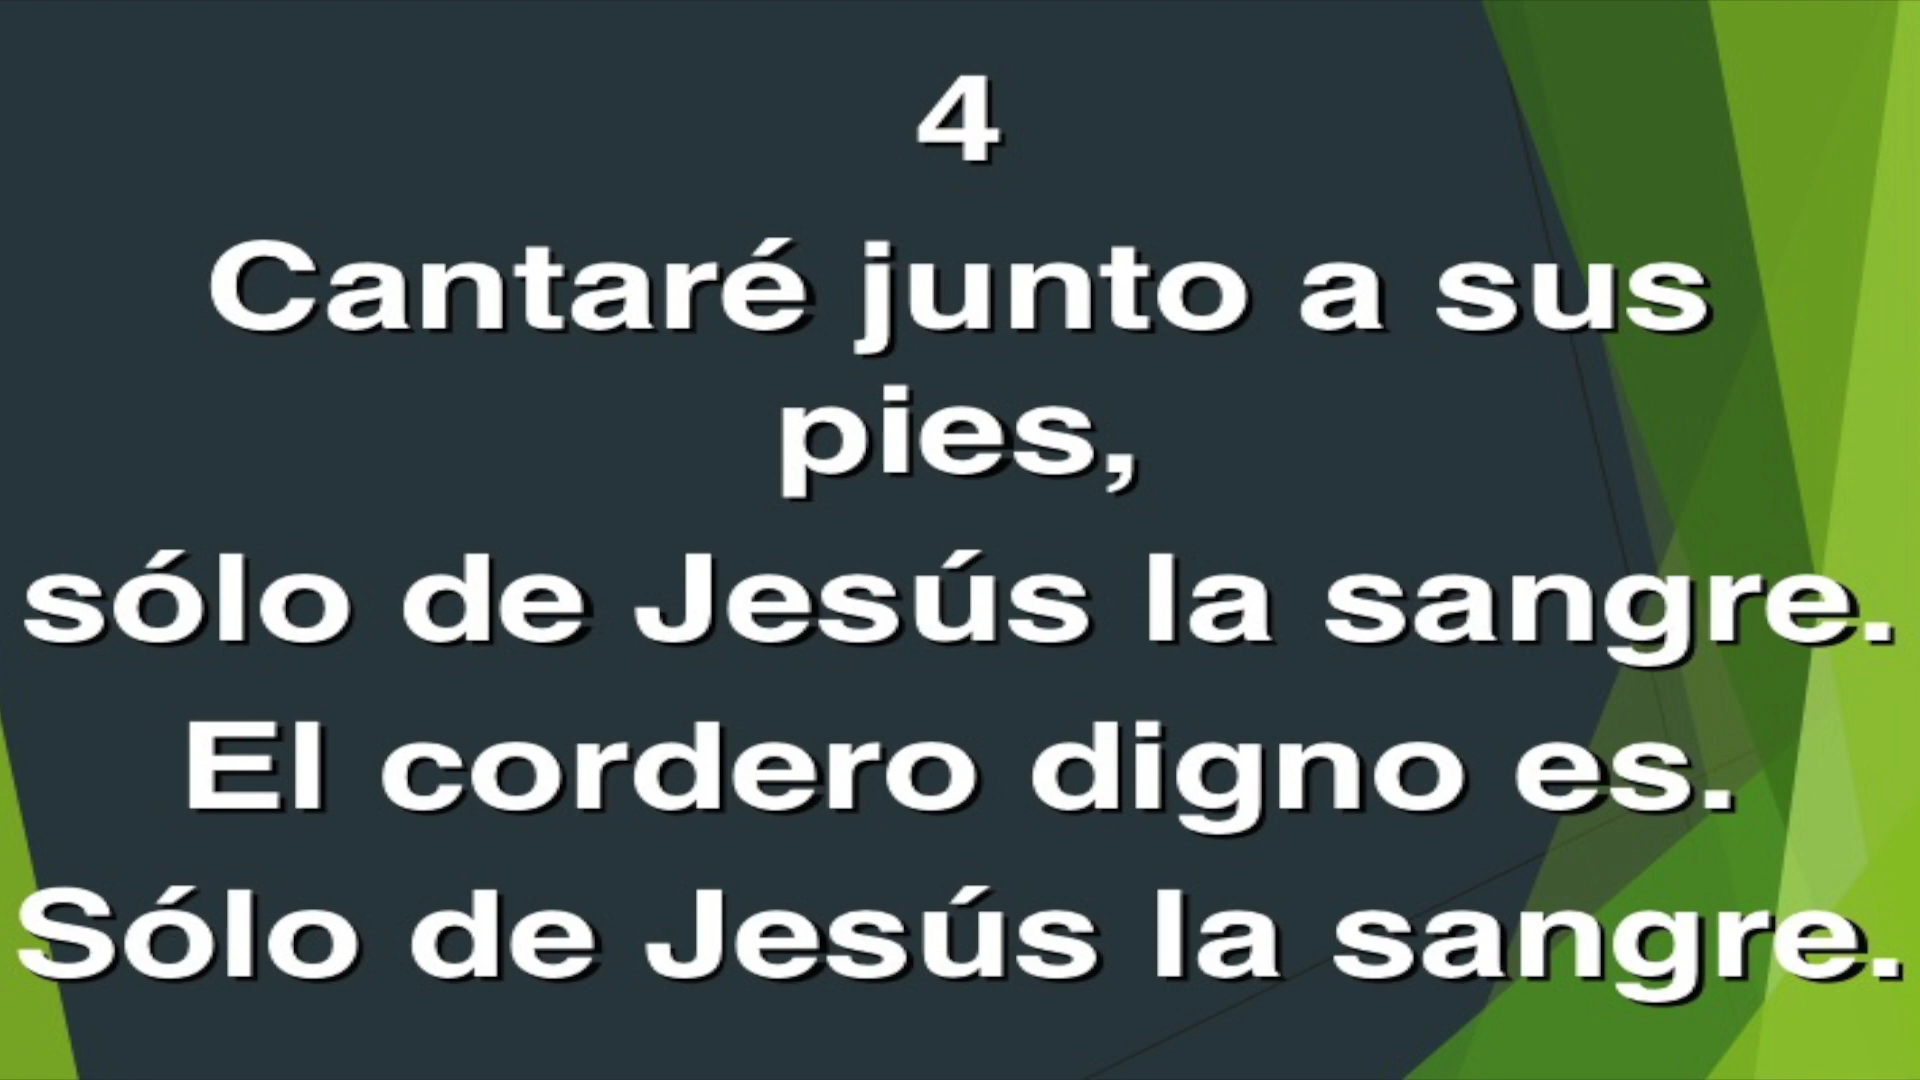 4
Cantaré junto a sus
pies,
sólo de Jesús la sangre.
El cordero digno es.
Sólo de Jesús la sangre.